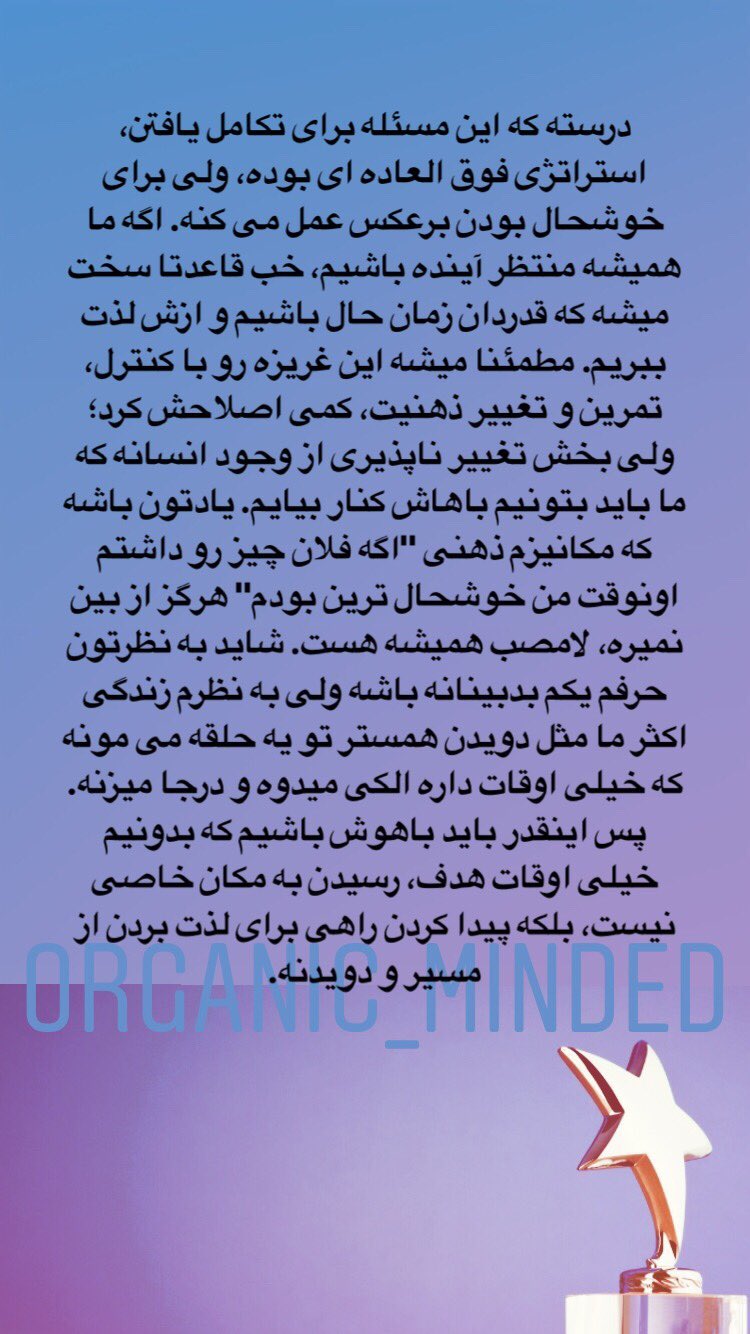 درسته که این مسئله برای تکامل یافتن،
استراتژی فوق العاده ای بوده، ولی برای
خوشحال بودن برعکس عمل می کنه. اگه ما
همیشه منتظر آینده باشیم، خب قاعدتا سخت
میشه که قدردان زمان حال باشیم و ازش لذت
ببریم. مطمئنا میشه این غریزه رو با کنترل،
تمرین و تغییر ذهنیت، کمی اصلاحش کرد؛
ولی بخش تغییر ناپذیری از وجود انسانه که
ما باید بتونیم باهاش کنار بیایم. یادتون باشه
که مکانیزم ذهنی "اگه فلان چیز رو داشتم
اونوقت من خوشحال ترین بودم" هرگز از بین
نمیره، لامصب همیشه هست. شاید به نظرتون
حرفم یکم بدبینانه باشه ولی به نظرم زندگی
اکثر ما مثل دویدن همستر تو یه حلقه می مونه
که خیلی اوقات داره الکی میدوه و درجا میزنه.
پس اینقدر باید باهوش باشیم که بدونیم
خیلی اوقات هدف، رسیدن به مکان خاصی
نیست، بلکه پیدا کردن راهی برای لذت بردن از
مسیر و دویدنه.
ORGANIC_MINDED